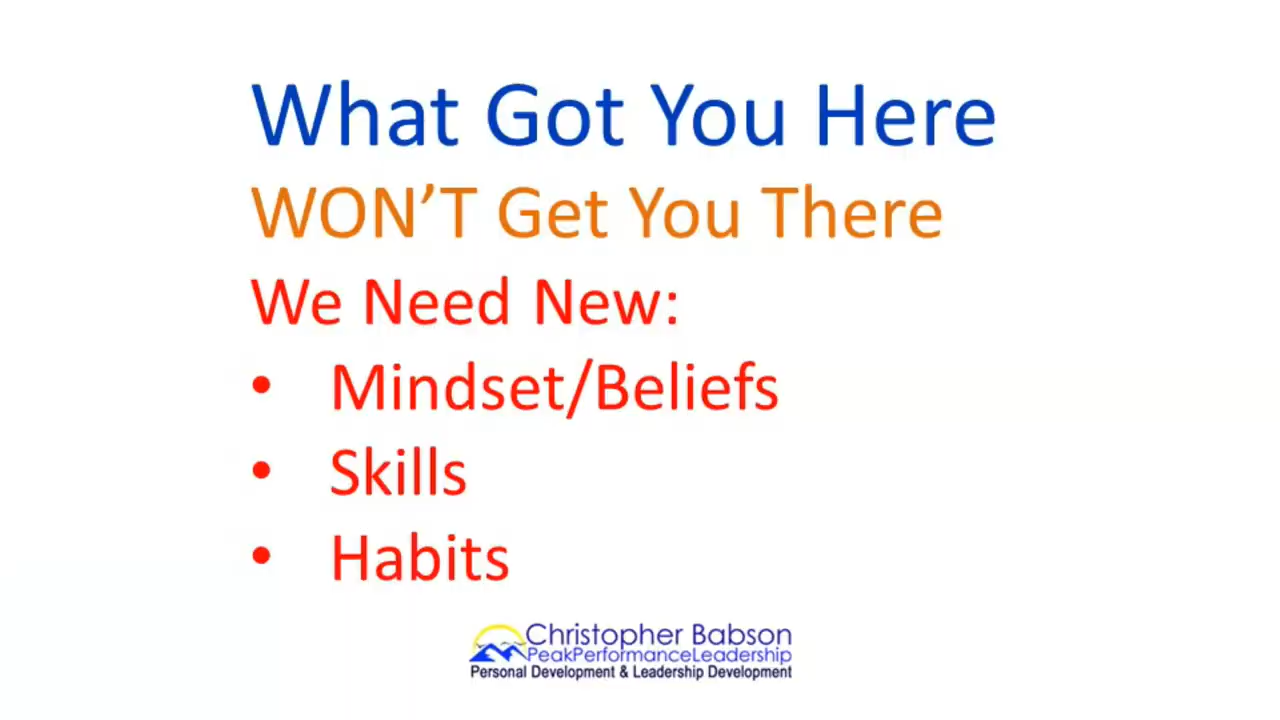 What Got You Here
WON’T Get You There
We Need New:
• Mindset/Beliefs
• Skills
• Habits
Christopher Babson
PeakPerformanceLeadership
Personal Development & Leadership Development